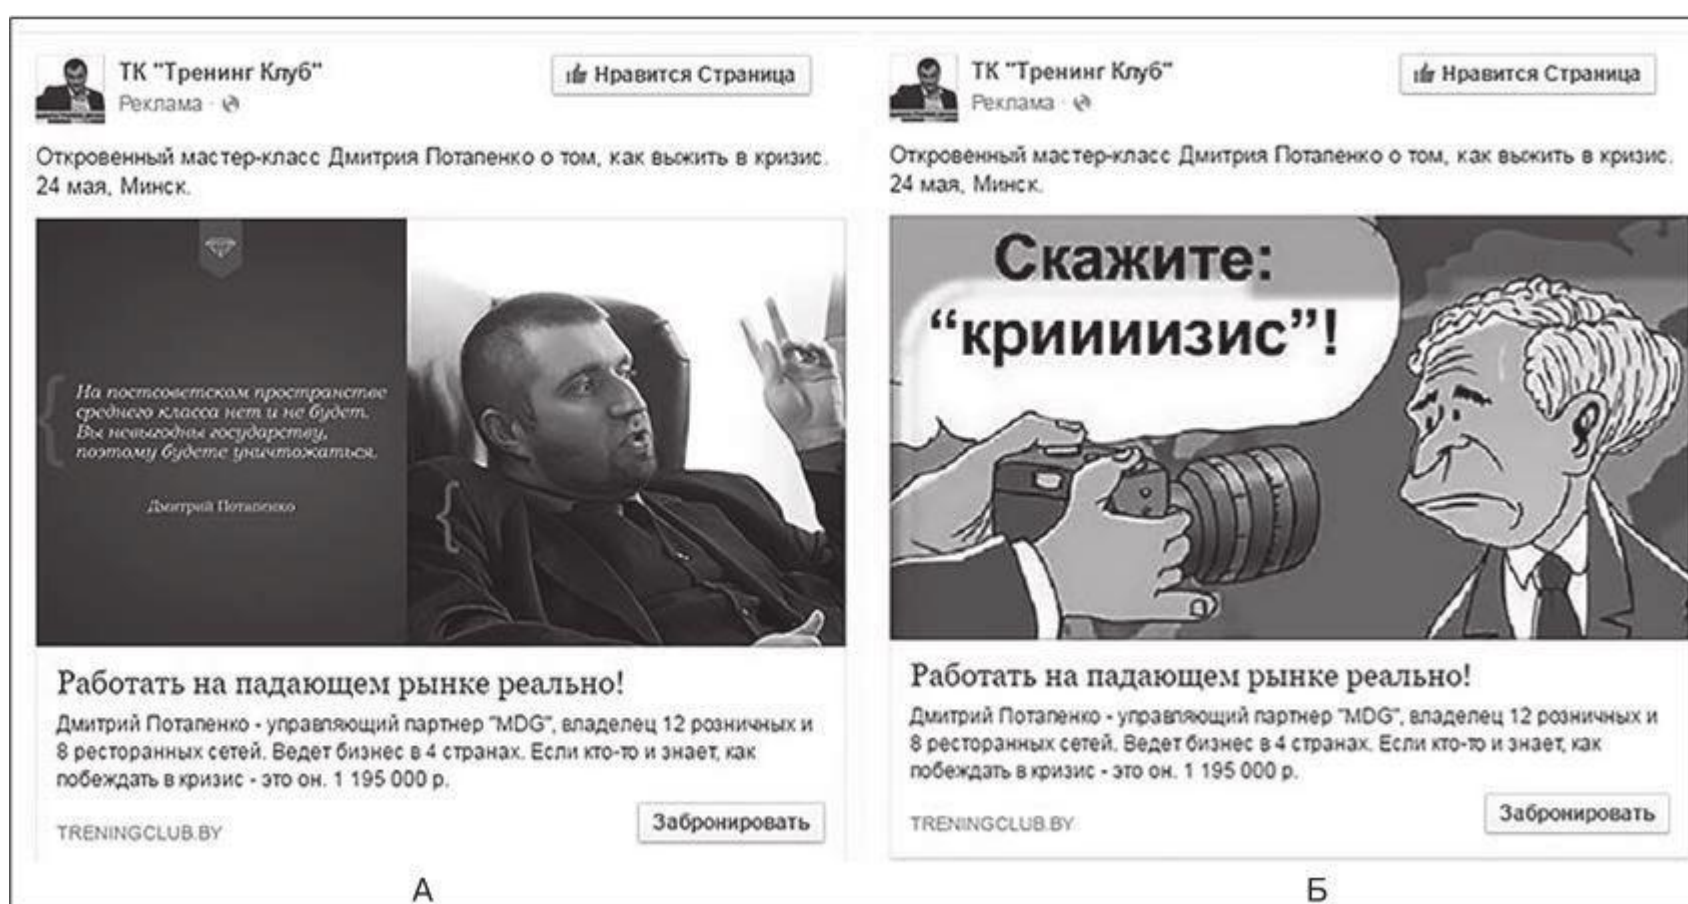 ТК "Тренинг Клуб"
Нравится Страница
Реклама
Откровенный мастер-класс Дмитрия Потапенко о том, как выжить в кризис.
24 мая, Минск.
На постсоветском пространстве
среднего класса нет и не будет.
Вы невыгодны государству,
поэтому будете уничтожаться.
Дмитрий Потапенко
Работать на падающем рынке реально!
Дмитрий Потапенко - управляющий партнер "MDG", владелец 12 розничных и
8 ресторанных сетей. Ведет бизнес в 4 странах. Если кто-то и знает, как
побеждать в кризис - это он. 1 195 000 р.
TRENINGCLUB.BY
Забронировать
А
ТК "Тренинг Клуб"
Нравится Страница
Реклама
Откровенный мастер-класс Дмитрия Потапенко о том, как выжить в кризис.
24 мая, Минск.
Скажите:
“криииизис”!
Работать на падающем рынке реально!
Дмитрий Потапенко - управляющий партнер "MDG", владелец 12 розничных и
8 ресторанных сетей. Ведет бизнес в 4 странах. Если кто-то и знает, как
побеждать в кризис - это он. 1 195 000 р.
TRENINGCLUB.BY
Забронировать
Б